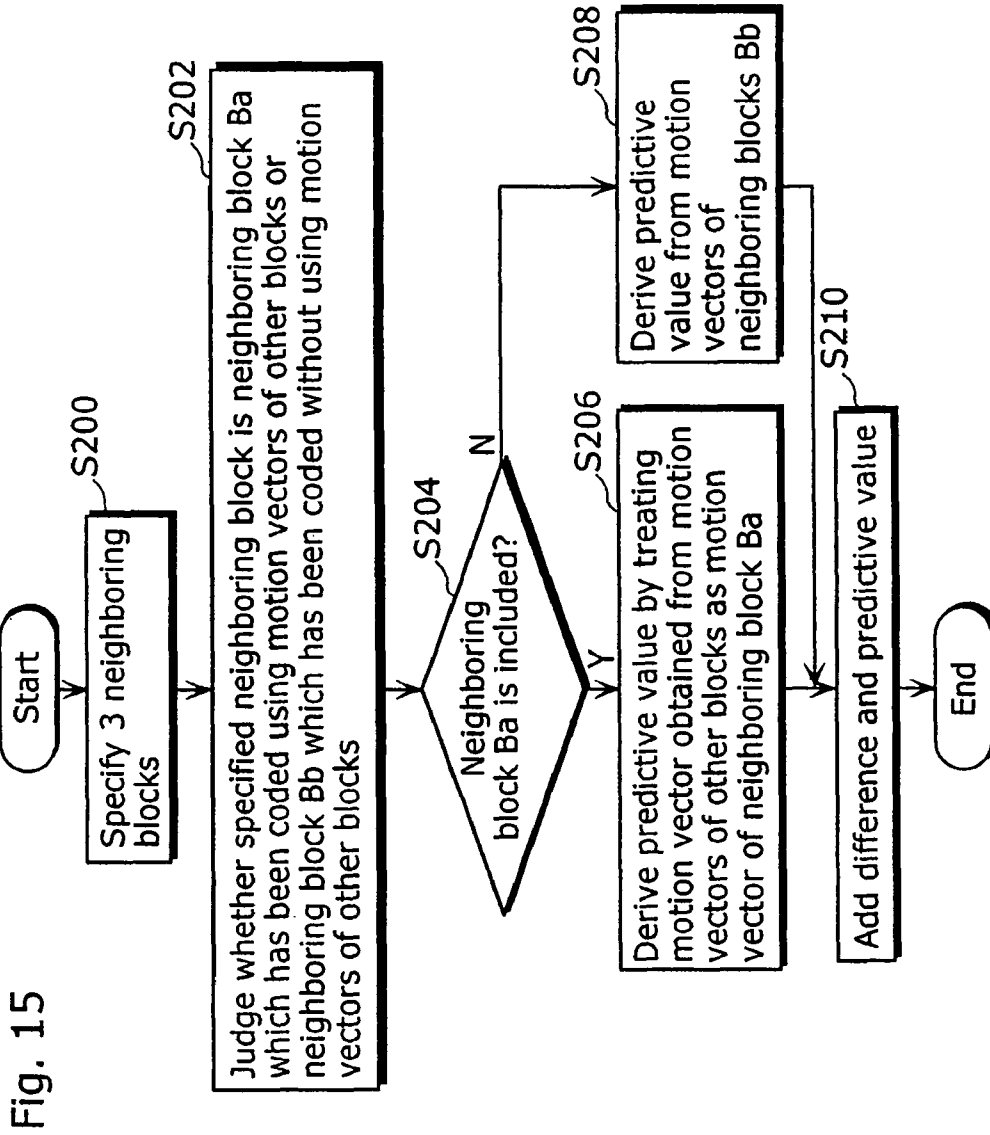 Fig. 15
Start
S200
Specify 3 neighboring
blocks
S202
Judge whether specified neighboring block is neighboring block Ba
which has been coded using motion vectors of other blocks or
neighboring block Bb which has been coded without using motion
vectors of other blocks
S204
Neighboring
block Ba is included?
N
Y
S206
Derive predictive value by treating
motion vector obtained from motion
vectors of other blocks as motion
vector of neighboring block Ba
S208
Derive predictive
value from motion
vectors of
neighboring blocks Bb
S210
Add difference and predictive value
End